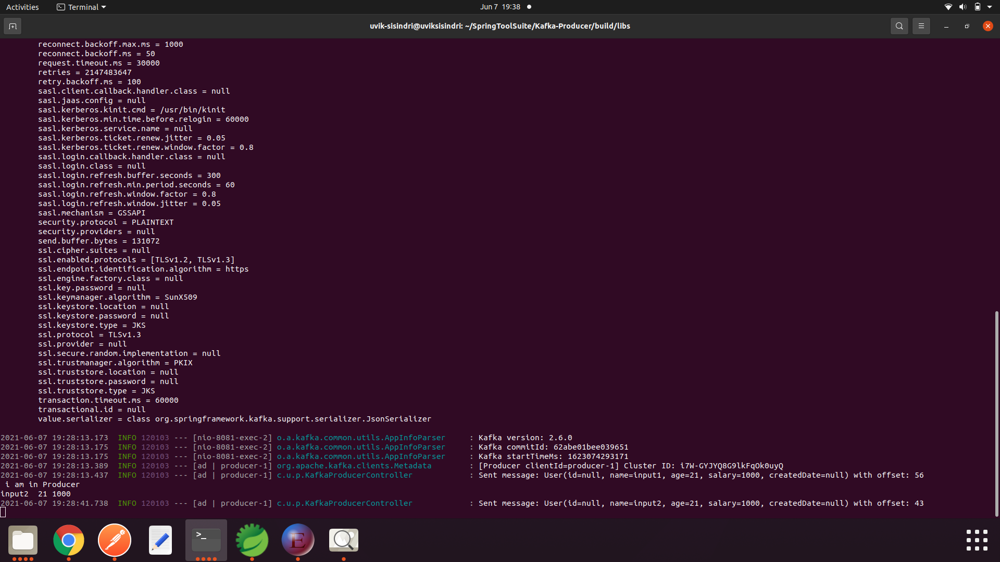 Activities
Terminal
Jun 7 19:38
uvik-sisindri@uviksisindri: ~/SpringToolSuite/Kafka-Producer/build/libs
reconnect.backoff.max.ms = 1000
reconnect.backoff.ms = 50
request.timeout.ms = 30000
retries = 2147483647
retry.backoff.ms = 100
sasl.client.callback.handler.class = null
sasl.jaas.config = null
sasl.kerberos.kinit.cmd = /usr/bin/kinit
sasl.kerberos.min.time.before.relogin = 60000
sasl.kerberos.service.name = null
sasl.kerberos.ticket.renew.jitter = 0.05
sasl.kerberos.ticket.renew.window.factor = 0.8
sasl.login.callback.handler.class = null
sasl.login.class = null
sasl.login.refresh.buffer.seconds = 300
sasl.login.refresh.min.period.seconds = 60
sasl.login.refresh.window.factor = 0.8
sasl.login.refresh.window.jitter = 0.05
sasl.mechanism = GSSAPI
security.protocol = PLAINTEXT
security.providers = null
send.buffer.bytes = 131072
ssl.cipher.suites = null
ssl.enabled.protocols = [TLSv1.2, TLSv1.3]
ssl.endpoint.identification.algorithm = https
ssl.engine.factory.class = null
ssl.key.password = null
ssl.keymanager.algorithm = SunX509
ssl.keystore.location = null
ssl.keystore.password = null
ssl.keystore.type = JKS
ssl.protocol = TLSv1.3
ssl.provider = null
ssl.secure.random.implementation = null
ssl.trustmanager.algorithm = PKIX
ssl.truststore.location = null
ssl.truststore.password = null
ssl.truststore.type = JKS
transaction.timeout.ms = 60000
transactional.id = null
value.serializer = class org.springframework.kafka.support.serializer.JsonSerializer
2021-06-07 19:28:13.173  INFO 120103 --- [nio-8081-exec-2] o.a.kafka.common.utils.AppInfoParser     : Kafka version: 2.6.0
2021-06-07 19:28:13.175  INFO 120103 --- [nio-8081-exec-2] o.a.kafka.common.utils.AppInfoParser     : Kafka commitId: 62abe01bee039651
2021-06-07 19:28:13.175  INFO 120103 --- [nio-8081-exec-2] o.a.kafka.common.utils.AppInfoParser     : Kafka startTimeMs: 1623074293171
2021-06-07 19:28:13.389  INFO 120103 --- [ad | producer-1] org.apache.kafka.clients.Metadata        : [Producer clientId=producer-1] Cluster ID: i7W-GYJYQ8G9lkFqOk0uyQ
2021-06-07 19:28:13.437  INFO 120103 --- [ad | producer-1] c.u.p.KafkaProducerController            : Sent message: User(id=null, name=input1, age=21, salary=1000, createdDate=null) with offset: 56
i am in Producer
input2  21 1000
2021-06-07 19:28:41.738  INFO 120103 --- [ad | producer-1] c.u.p.KafkaProducerController            : Sent message: User(id=null, name=input2, age=21, salary=1000, createdDate=null) with offset: 43
>_
E